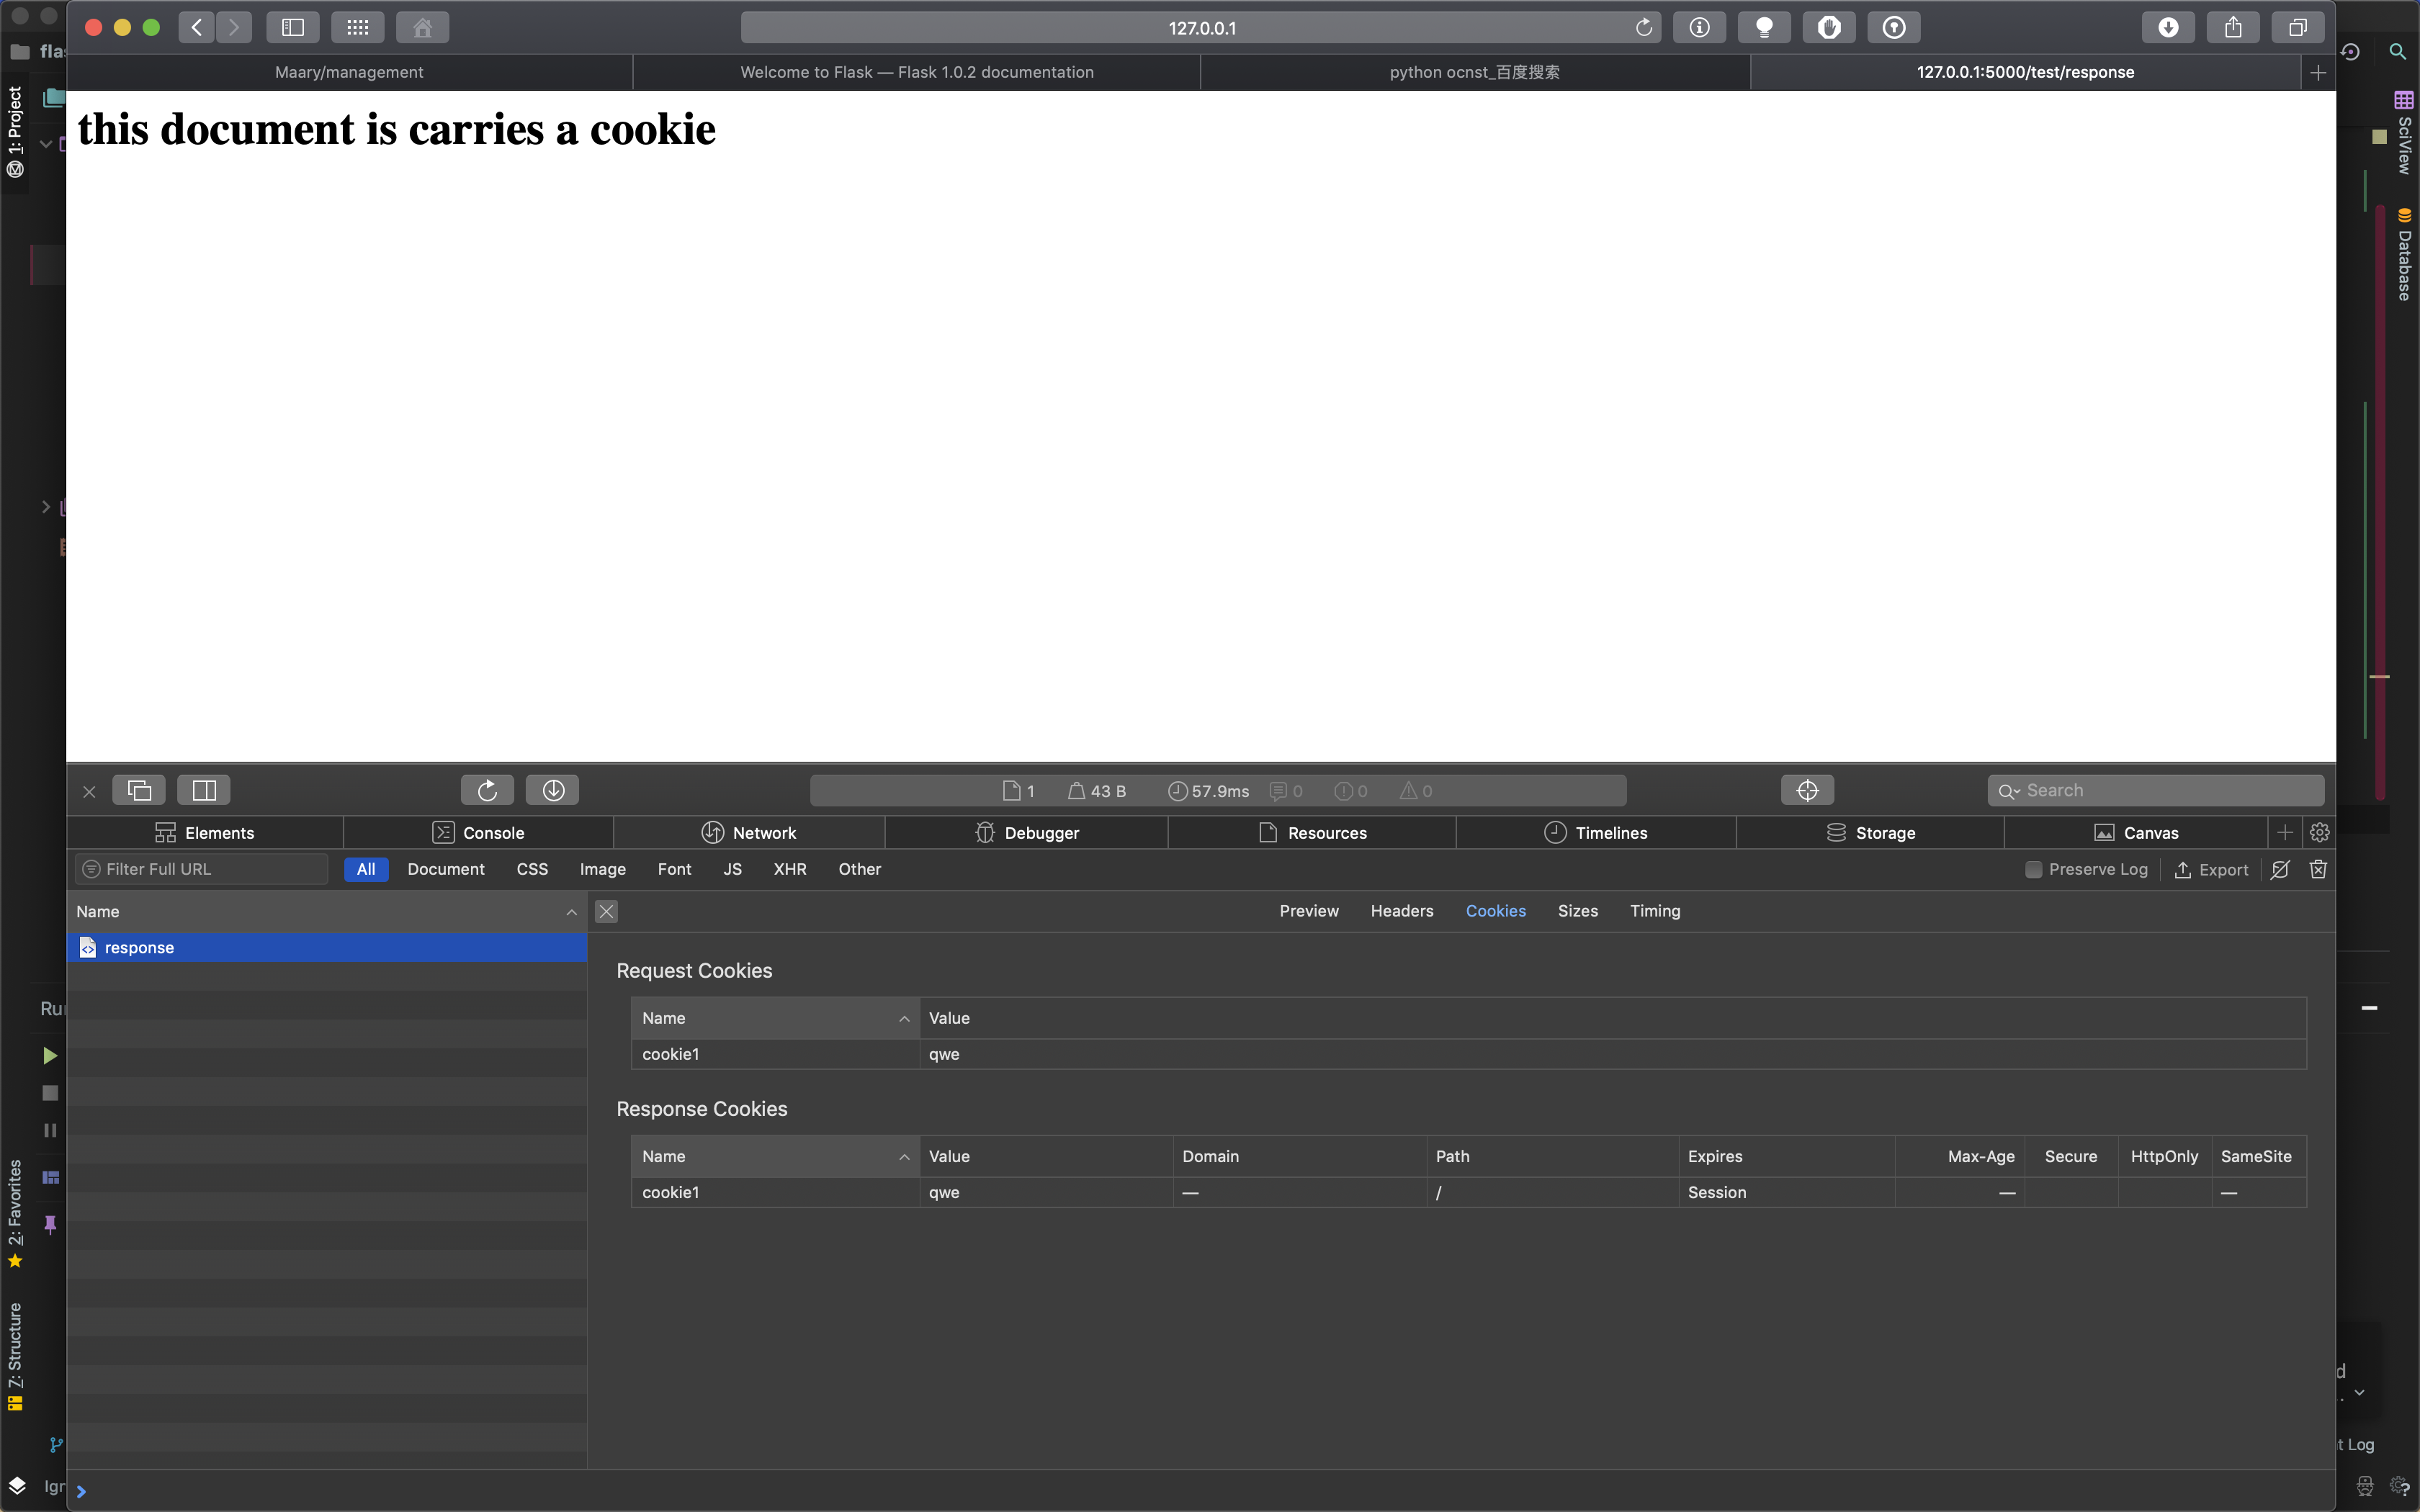 127.0.0.1
Maary/management
Welcome to Flask — Flask 1.0.2 documentation
python ocnst_百度搜索
127.0.0.1:5000/test/response
1: Project
SciView
Database
this document is carries a cookie
1
43 B
57.9ms
0
0
0
Search
Elements
Console
Network
Debugger
Resources
Timelines
Storage
Canvas
Filter Full URL
All
Document
CSS
Image
Font
JS
XHR
Other
Preserve Log
Export
Name
Preview
Headers
Cookies
Sizes
Timing
response
Request Cookies
Name
Value
cookie1
qwe
Response Cookies
Name
Value
Domain
Path
Expires
Max-Age
Secure
HttpOnly
SameSite
cookie1
qwe
—
/
Session
—
—
2: Favorites
7: Structure
Log